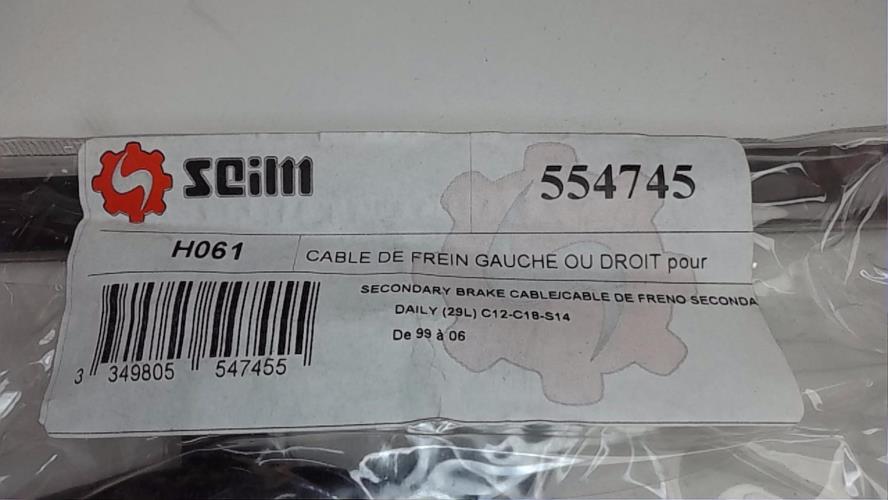 seim
554745
H061
CABLE DE FREIN GAUCHE OU DROIT pour
SECONDARY BRAKE CABLE/CABLE DE FRENO SECONDA
DAILY (29L) C12-C18-S14
De 99 à 06
3 349805 547455